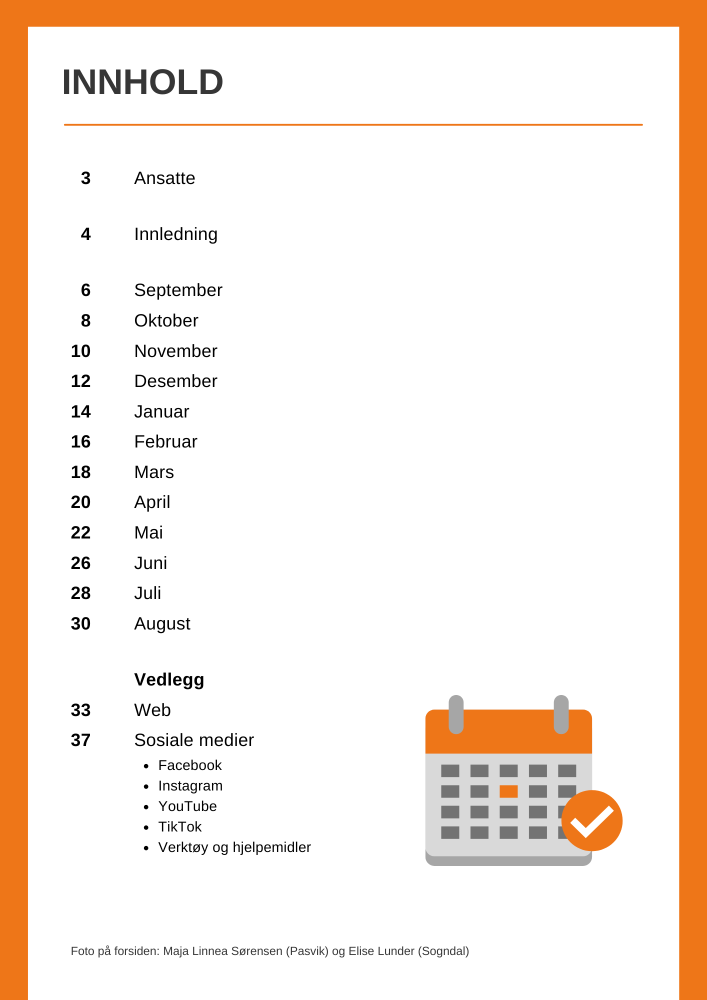 INNHOLD
3 Ansatte
4 Innledning
6 September
8 Oktober
10 November
12 Desember
14 Januar
16 Februar
18 Mars
20 April
22 Mai
26 Juni
28 Juli
30 August
Vedlegg
33 Web
37 Sosiale medier
• Facebook
• Instagram
• YouTube
• TikTok
• Verktøy og hjelpemidler
Foto på forsiden: Maja Linnea Sørensen (Pasvik) og Elise Lunder (Sogndal)